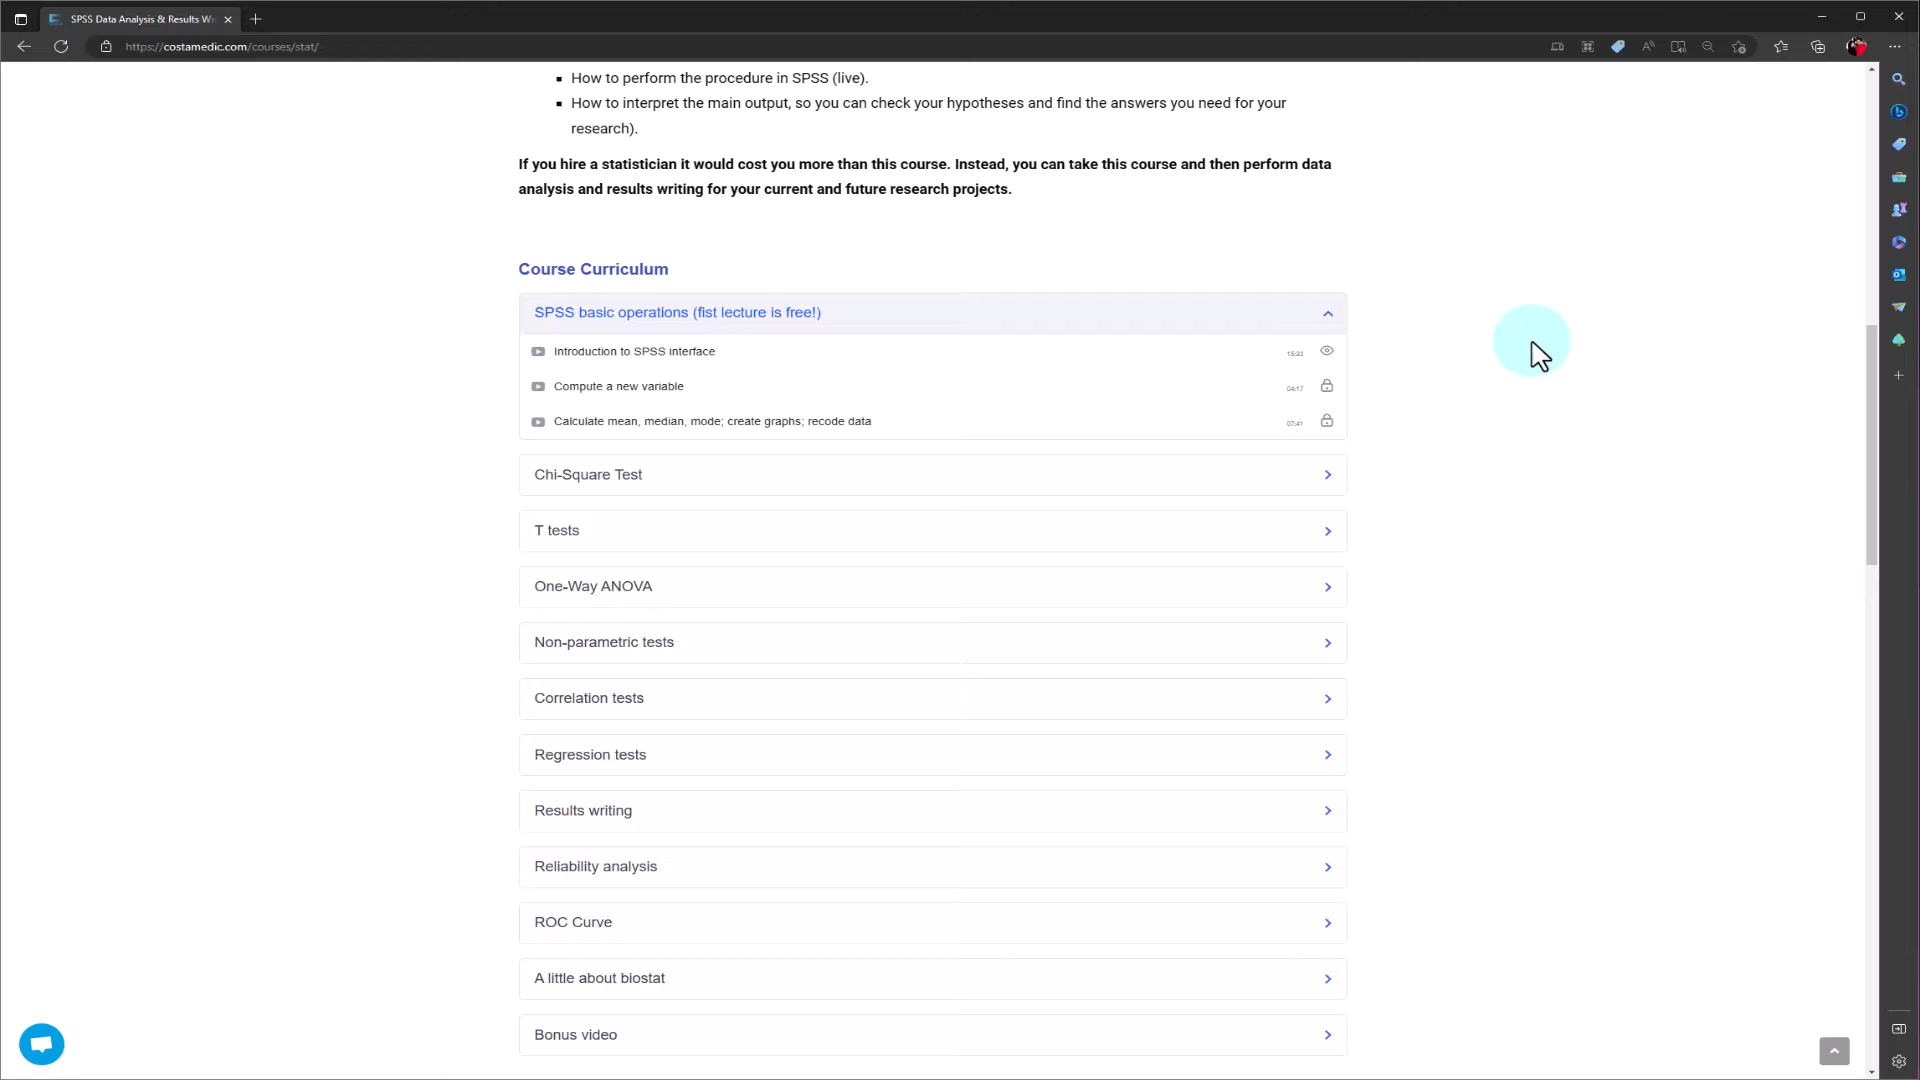 SPSS Data Analysis & Results Wr
https://costamedic.com/courses/stat/
How to perform the procedure in SPSS (live).
How to interpret the main output, so you can check your hypotheses and find the answers you need for your
research).
If you hire a statistician it would cost you more than this course. Instead, you can take this course and then perform data
analysis and results writing for your current and future research projects.
Course Curriculum
SPSS basic operations (fist lecture is free!)
Introduction to SPSS interface
15:22
Compute a new variable
04:17
Calculate mean, median, mode; create graphs; recode data
07:41
Chi-Square Test
T tests
One-Way ANOVA
Non-parametric tests
Correlation tests
Regression tests
Results writing
Reliability analysis
ROC Curve
A little about biostat
Bonus video